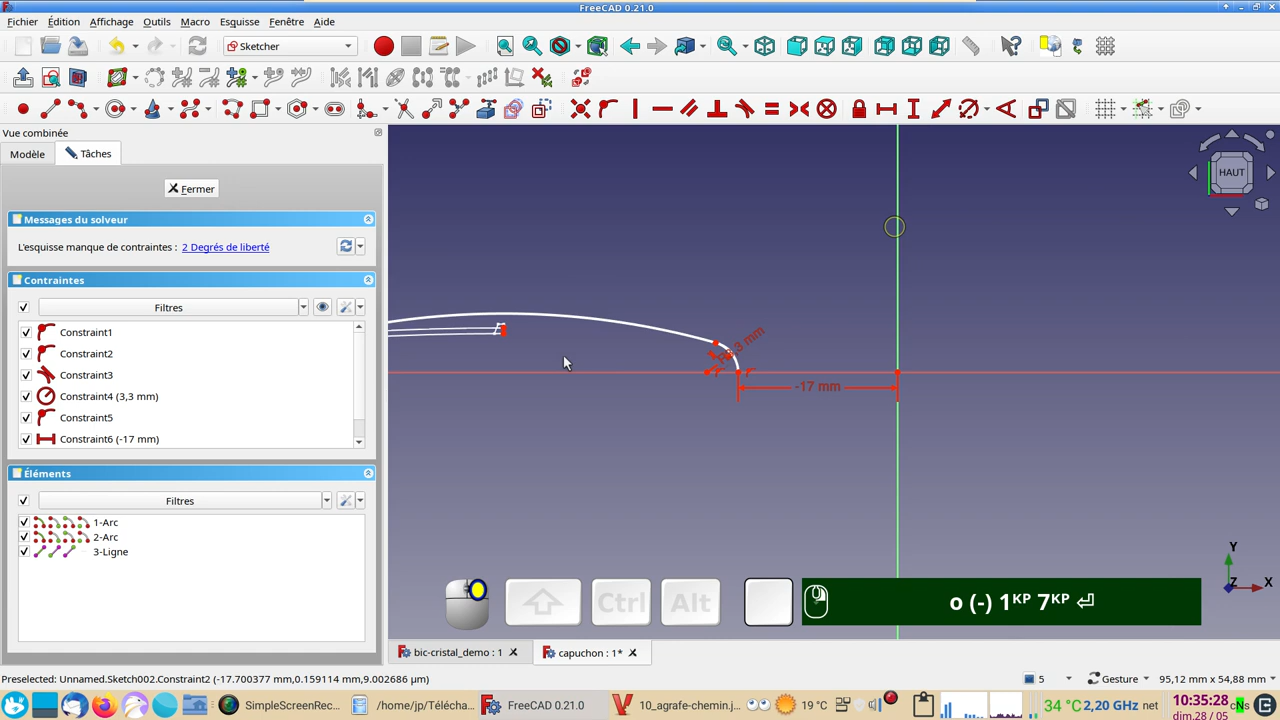 FreeCAD 0.21.0
Fichier Édition Affichage Outils Macro Esquisse Fenêtre Aide
Sketcher
Vue combinée
Modèle Tâches
Fermer
Messages du solveur
L'esquisse manque de contraintes : 2 Degrés de liberté
Contraintes
Filtres
Constraint1
Constraint2
Constraint3
Constraint4 (3,3 mm)
Constraint5
Constraint6 (-17 mm)
Éléments
Filtres
1-Arc
2-Arc
3-Ligne
-17 mm
HAUT
Y
Z
X
Ctrl Alt
o (-) 1ᴷᴾ 7ᴷᴾ ⏎
bic-cristal_demo : 1
capuchon : 1*
Preselected: Unnamed.Sketch002.Constraint2 (-17.700377 mm,0.159114 mm,9.002686 µm)
5
Gesture
95,12 mm x 54,88 mm
SimpleScreenRec...
/home/jp/Télécha...
FreeCAD 0.21.0
10_agrafe-chemin.j...
19 °C
34 °C 2,20 GHz net
10:35:28
dim.28 / 05